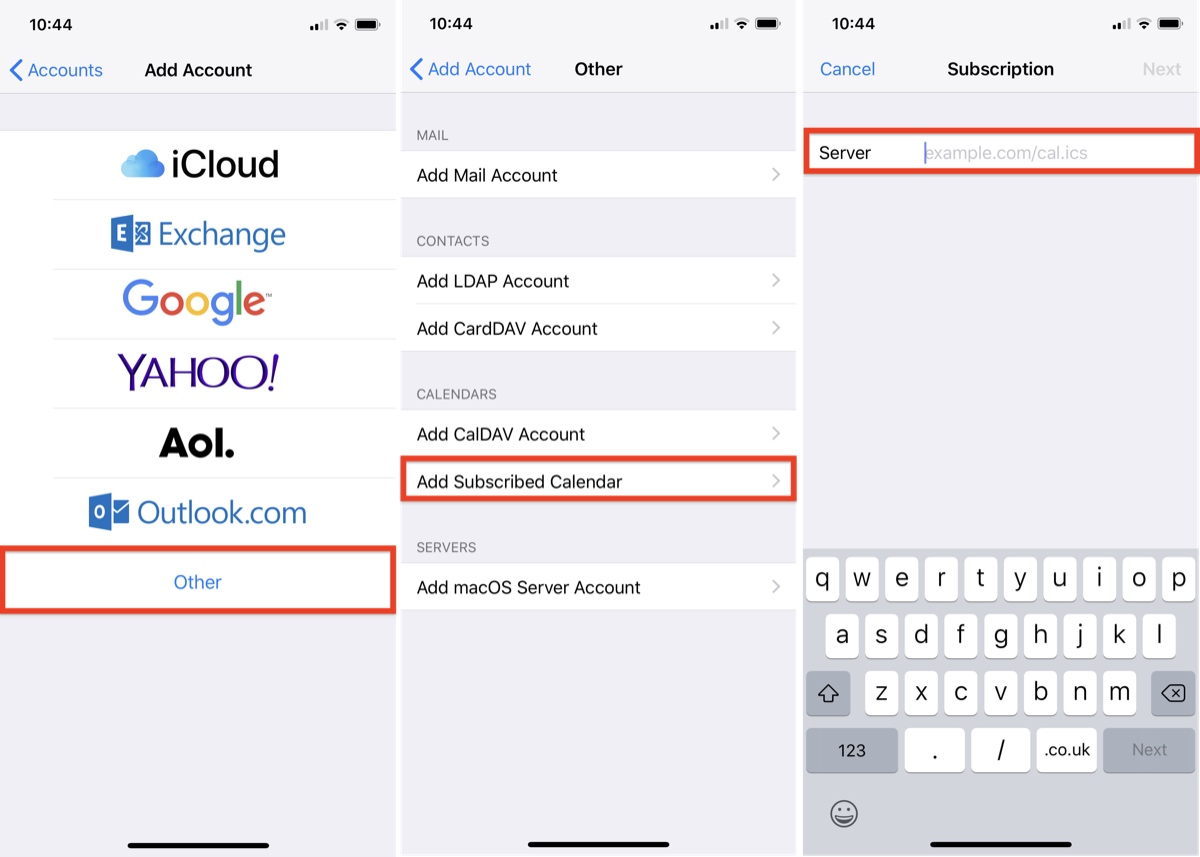 10:44
Accounts
Add Account
iCloud
E Exchange
Google™
YAHOO!
Aol.
o Outlook.com
Other
10:44
Add Account
Other
MAIL
Add Mail Account
CONTACTS
Add LDAP Account
Add CardDAV Account
CALENDARS
Add CalDAV Account
Add Subscribed Calendar
SERVERS
Add macOS Server Account
10:44
Cancel
Subscription
Next
Server
example.com/cal.ics
q w e r t y u i o p
a s d f g h j k l
z x c v b n m
123 . / .co.uk Next